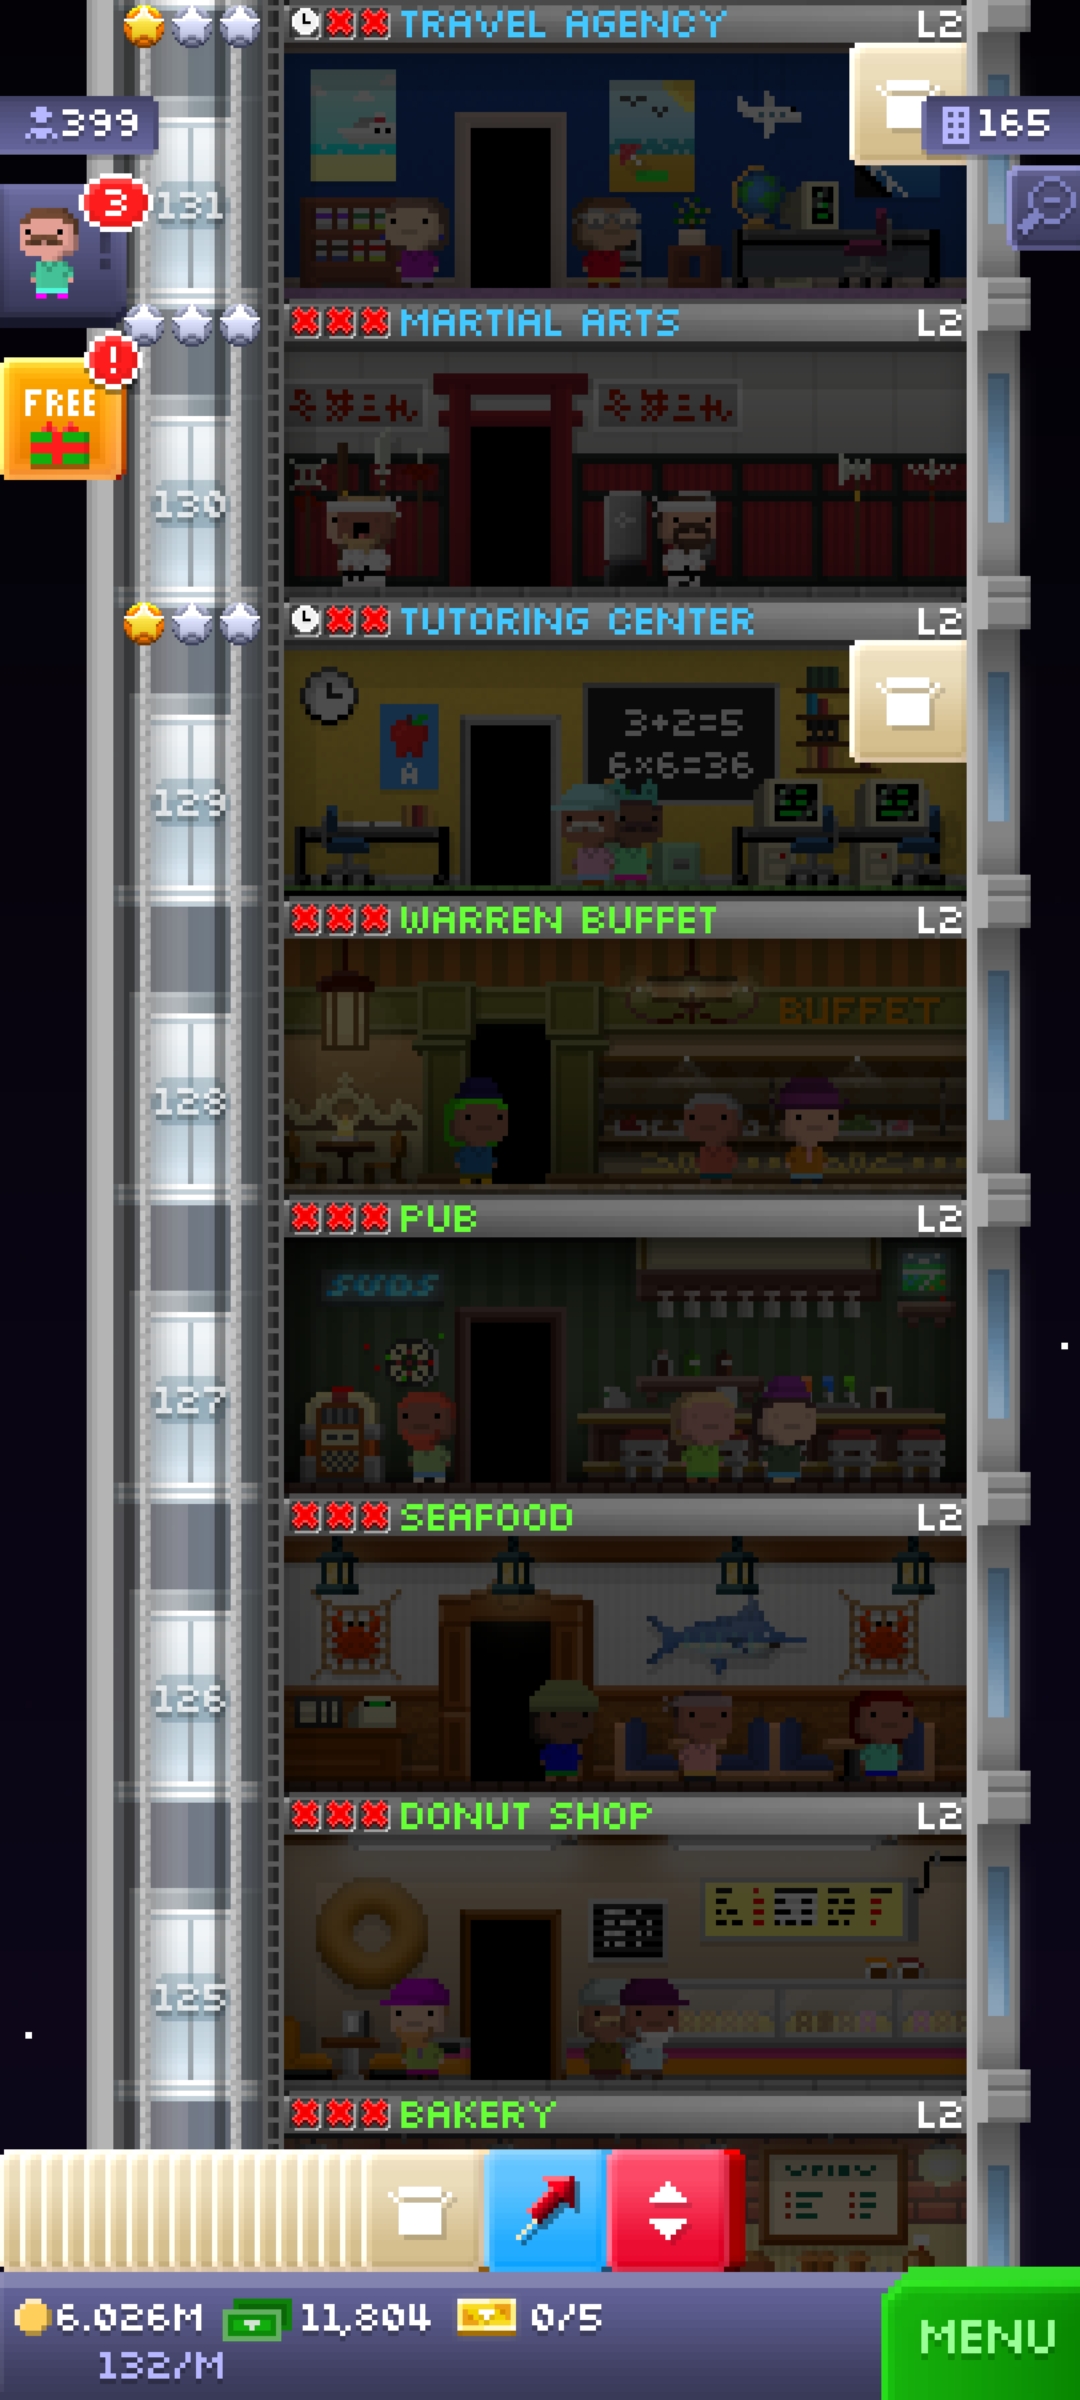 TRAVEL AGENCY L2
399
165
3
131
MARTIAL ARTS L2
!
FREE
130
TUTORING CENTER L2
3+2=5
6×6=36
A
129
WARREN BUFFET L2
BUFFET
128
PUB L2
SUDS
127
SEAFOOD L2
126
DONUT SHOP L2
125
BAKERY L2
6.026M 11,804 0/5
132/M
MENU